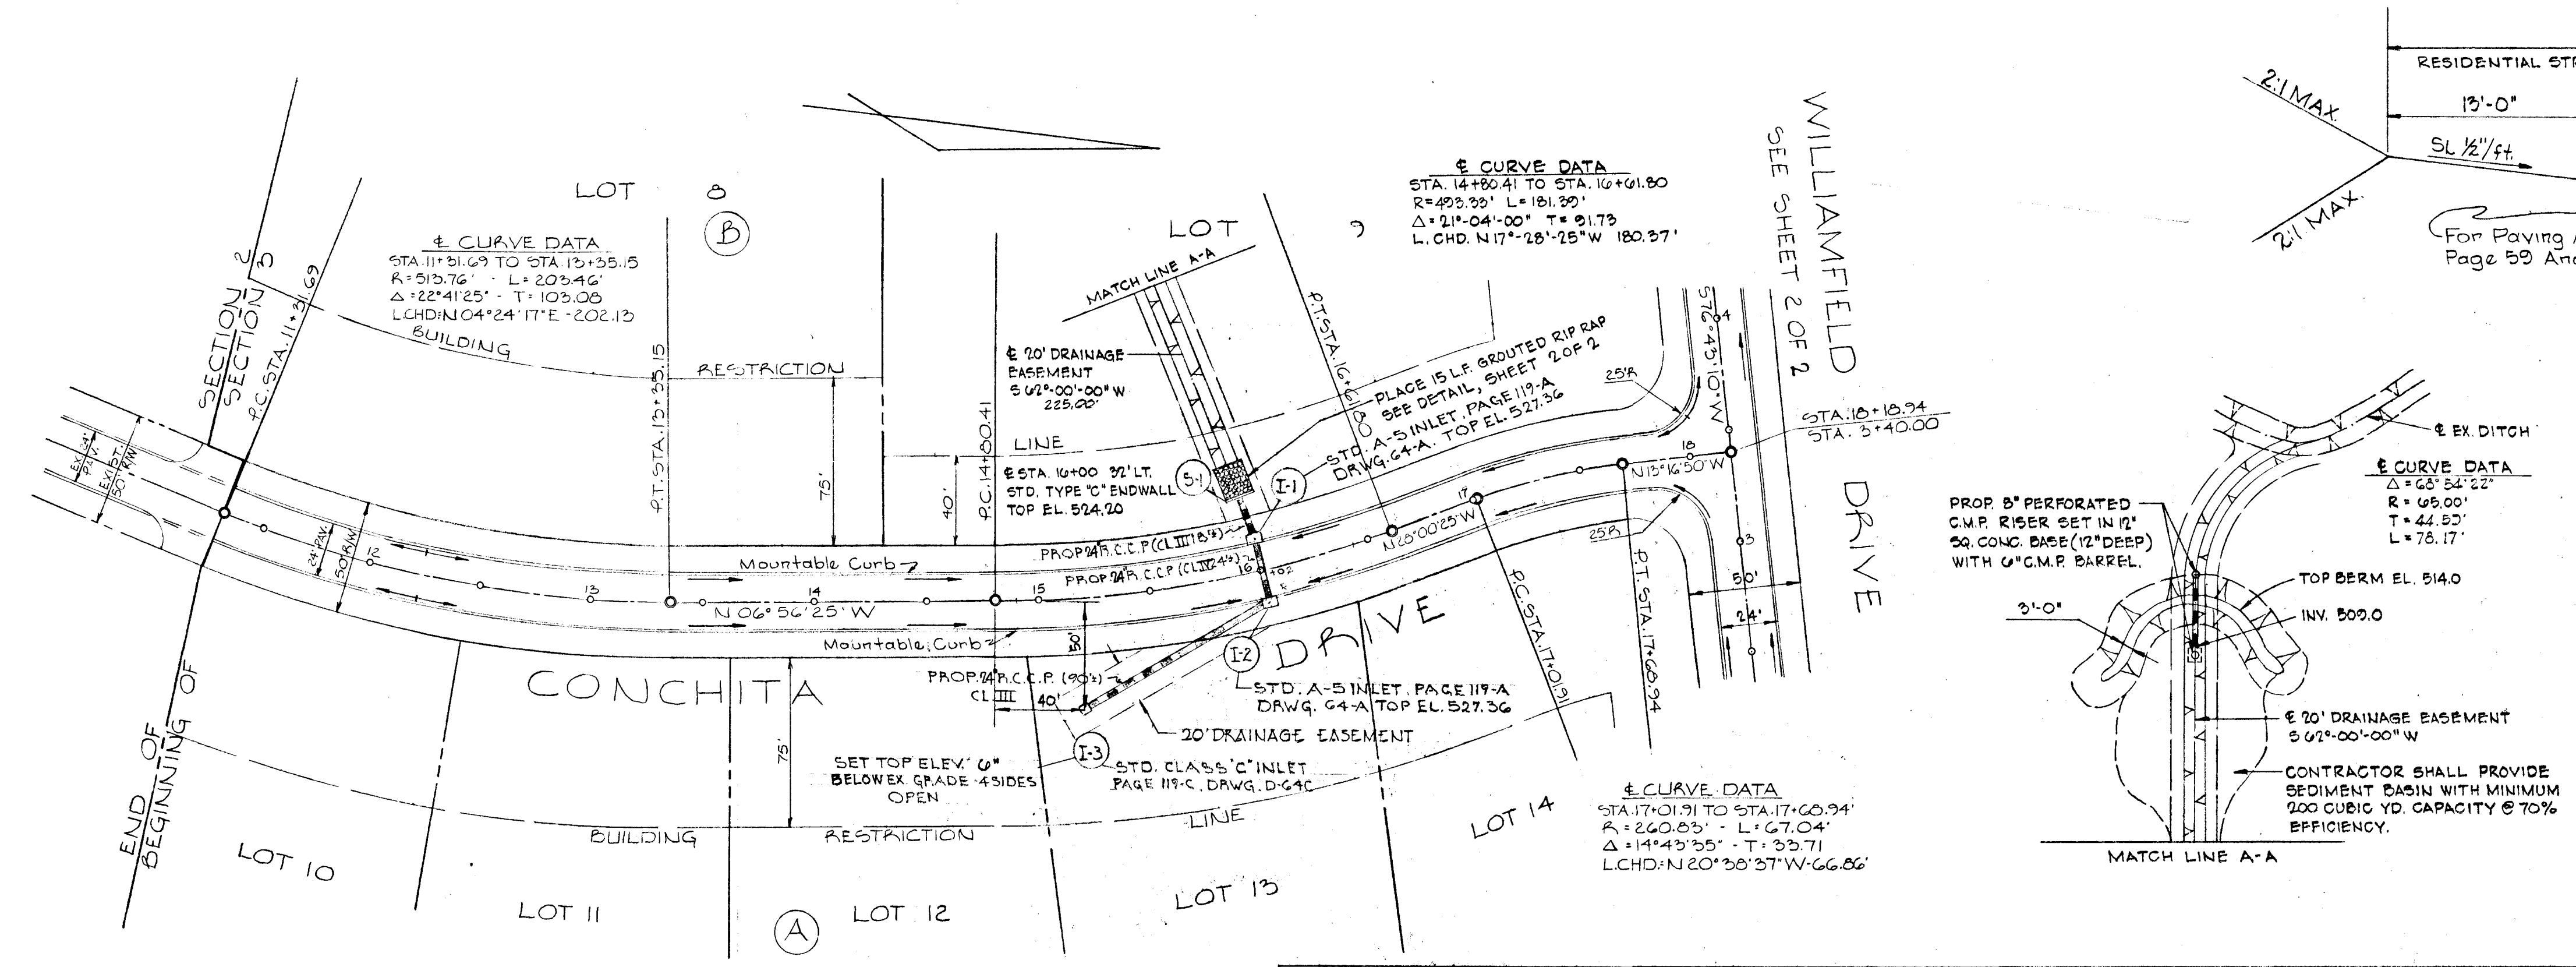 LOT 8
B
℄ CURVE DATA
STA. 11+31.69 TO STA. 13+35.15
R=513.76' - L=203.46'
Δ=22°41'25" - T=103.08
L.CHD:N 04°24'17"E - 202.13
BUILDING
RESTRICTION
LINE
SECTION 2
SECTION 3
P.C. STA. 11+31.69
EX. 24'
PAV.
EXIST.
50' R/W
24' PAV.
50' R/W
12
13
14
15
16
+02
17
18
P.T. STA. 13+35.15
P.C. 14+80.41
75'
40'
Mountable Curb
N 06°56'25" W
Mountable Curb
CONCHITA
DRIVE
END OF
BEGINNING OF
LOT 10
LOT 11
A
LOT 12
LOT 13
LOT 14
75'
BUILDING
RESTRICTION
LINE
LOT 9
MATCH LINE A-A
℄ 20' DRAINAGE
EASEMENT
S 62°-00'-00" W
225.00'
℄ STA. 16+00 32' LT.
STD. TYPE "C" ENDWALL
TOP EL. 524.20
S-1
I-1
PLACE 15 L.F. GROUTED RIP RAP
SEE DETAIL, SHEET 2 OF 2
STD. A-5 INLET, PAGE 119-A
DRWG. 64-A. TOP EL. 527.36
PROP. 24" R.C.C.P (CL III 18'±)
PROP. 24" R.C.C.P (CL IV 24'±)
PROP. 24" R.C.C.P. (90'±)
CL III
50'
40'
I-2
STD. A-5 INLET, PAGE 119-A
DRWG. 64-A TOP EL. 527.36
20' DRAINAGE EASEMENT
I-3
STD. CLASS "C" INLET
PAGE 119-C, DRWG. D-64C
SET TOP ELEV. 6"
BELOW EX. GRADE - 4 SIDES
OPEN
℄ CURVE DATA
STA. 14+80.41 TO STA. 16+61.80
R=493.33' L=181.39'
Δ=21°-04'-00" T=91.73
L. CHD. N 17°-28'-25" W 180.37'
P.T. STA. 16+61.80
N 28°00'25" W
P.C. STA. 17+01.91
P.T. STA. 17+68.94
N 13°16'50" W
25'R
25'R
S 76°43'10" W
4
3
50'
24'
WILLIAMFIELD DRIVE
SEE SHEET 2 OF 2
STA. 18+18.94
STA. 3+40.00
℄ CURVE DATA
STA. 17+01.91 TO STA. 17+68.94'
R=260.83' - L=67.04'
Δ=14°43'35" - T=33.71
L.CHD:N 20°38'37" W-66.86'
RESIDENTIAL
2:1 MAX.
13'-0"
SL ½"/ft.
2:1. MAX.
For Paving
Page 59
℄ EX. DITCH
℄ CURVE DATA
Δ=68°54'22"
R=65.00'
T=44.59'
L=78.17'
PROP. 8" PERFORATED
C.M.P. RISER SET IN 12"
SQ. CONC. BASE (12" DEEP)
WITH 6" C.M.P. BARREL.
3'-0"
TOP BERM EL. 514.0
INV. 509.0
℄ 20' DRAINAGE EASEMENT
S 62°-00'-00" W
CONTRACTOR SHALL PROVIDE
SEDIMENT BASIN WITH MINIMUM
200 CUBIC YD. CAPACITY @ 70%
EFFICIENCY.
MATCH LINE A-A